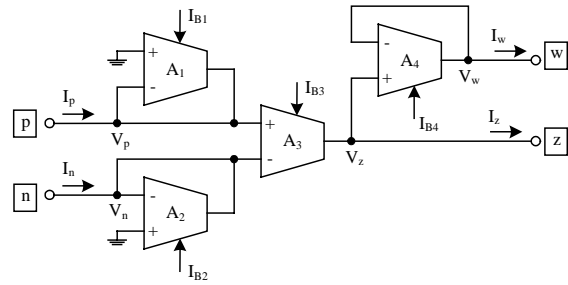 I_B1
+
-
A_1
I_w
w
-
A_4
+
V_w
I_p
p
V_p
I_B3
I_B4
+
-
A_3
V_z
I_z
z
I_n
n
V_n
-
+
A_2
I_B2